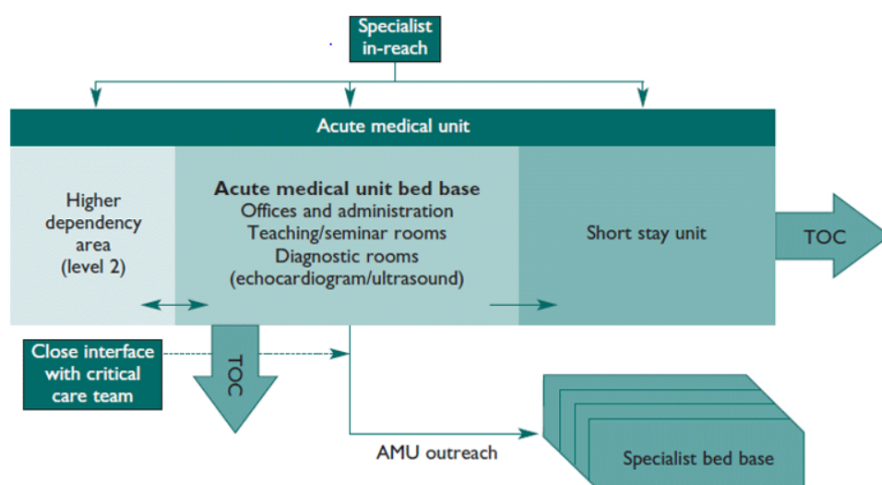 Specialist
in-reach
Acute medical unit
Higher
dependency
area
(level 2)
Acute medical unit bed base
Offices and administration
Teaching/seminar rooms
Diagnostic rooms
(echocardiogram/ultrasound)
Short stay unit
TOC
Close interface
with critical
care team
TOC
AMU outreach
Specialist bed base